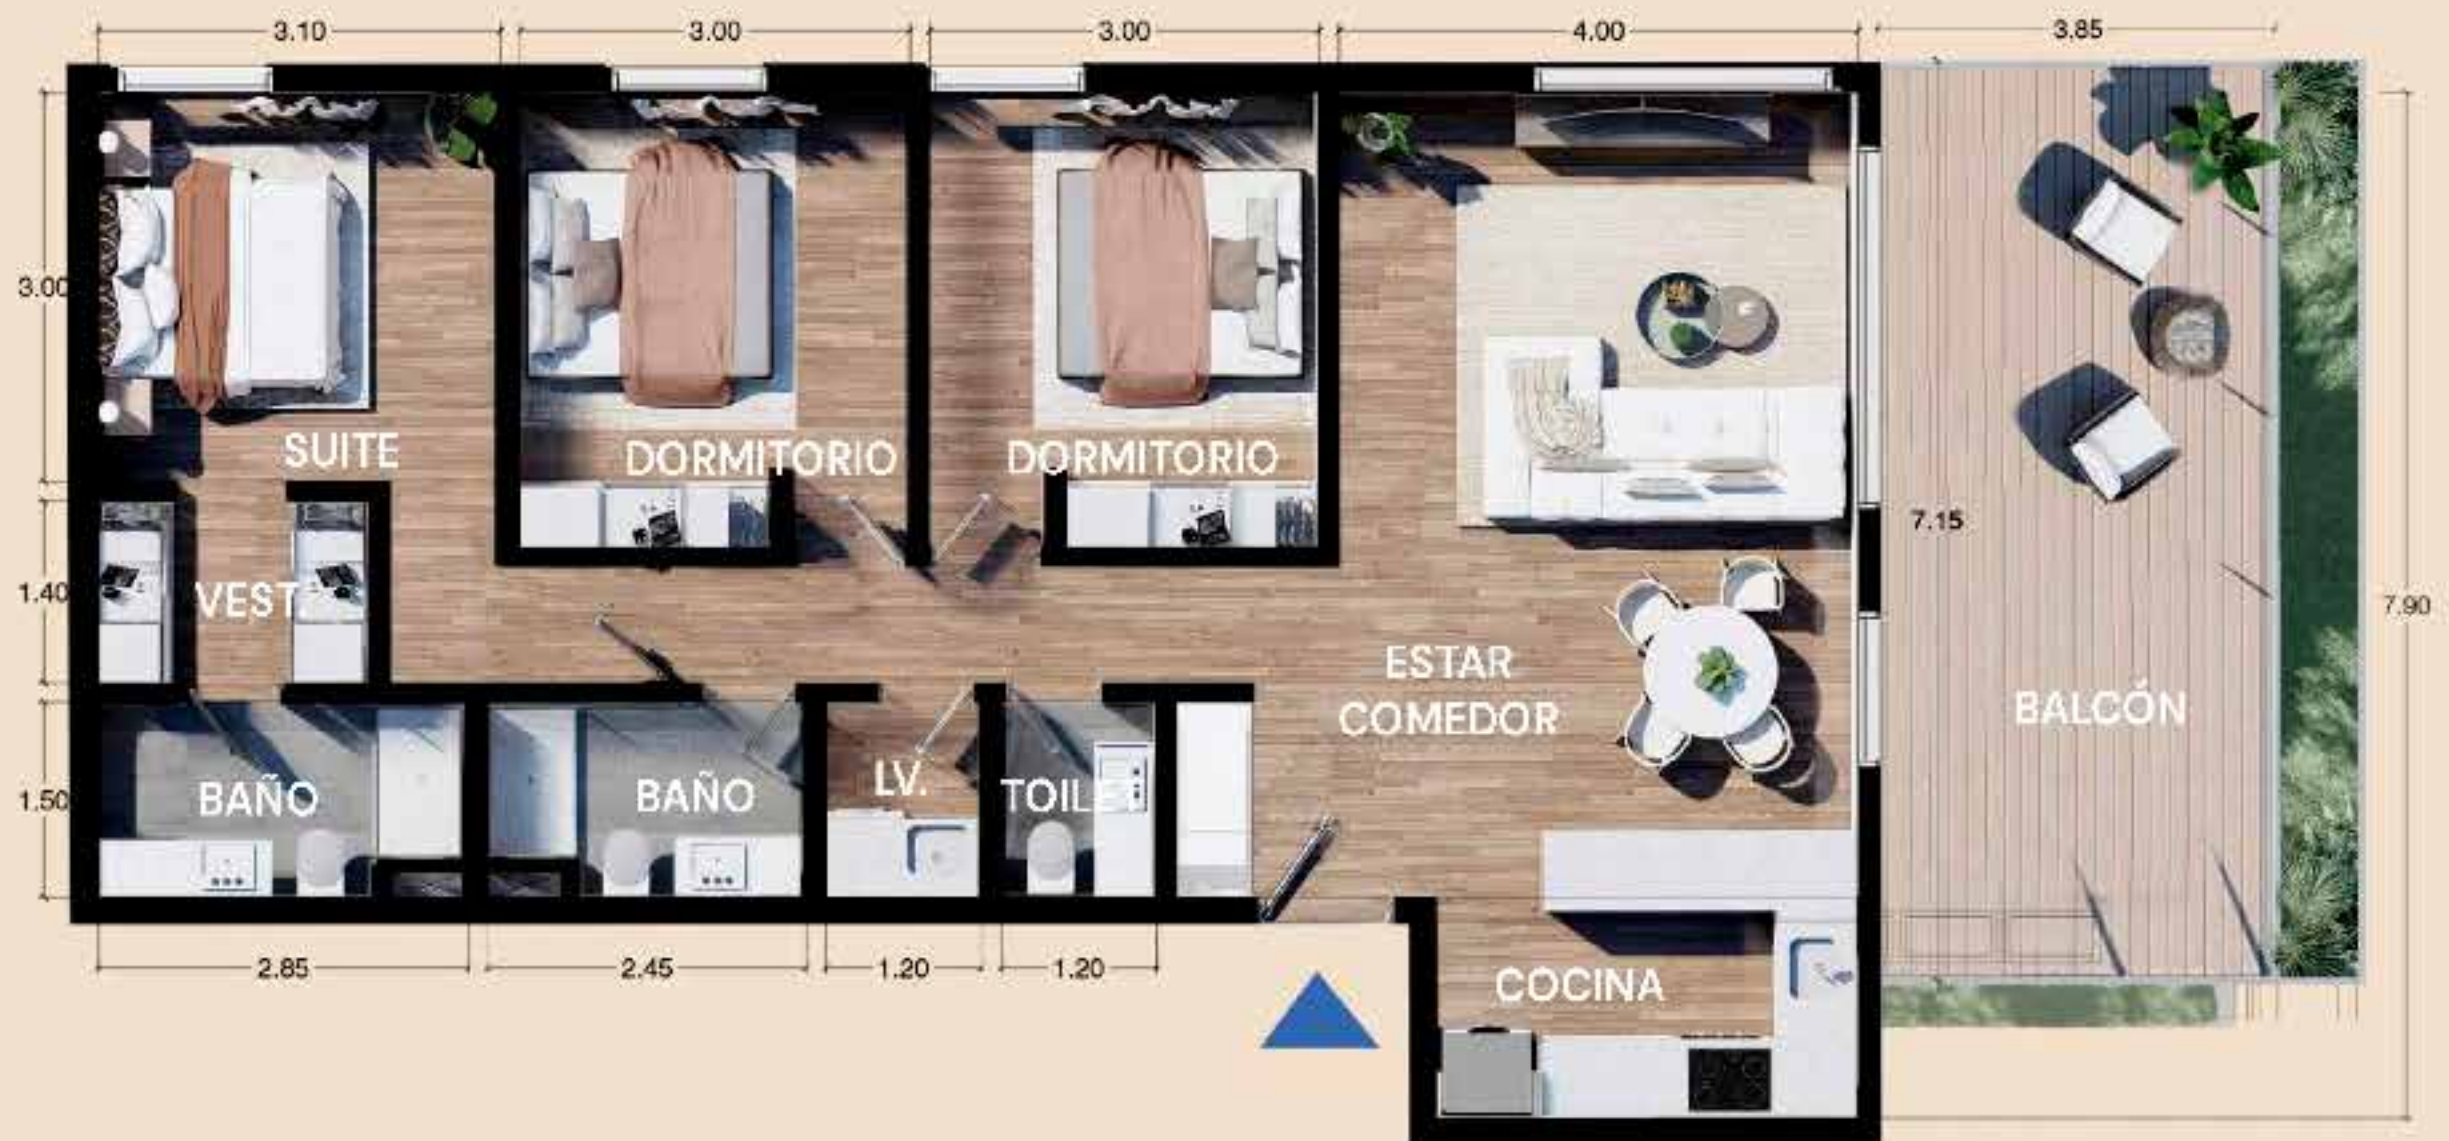 3.10
3.00
3.00
4.00
3.85
3.00
SUITE
DORMITORIO
DORMITORIO
7.15
1.40
VEST.
7.90
ESTAR
COMEDOR
BALCÓN
1.50
BAÑO
BAÑO
LV.
TOILET
2.85
2.45
1.20
1.20
COCINA